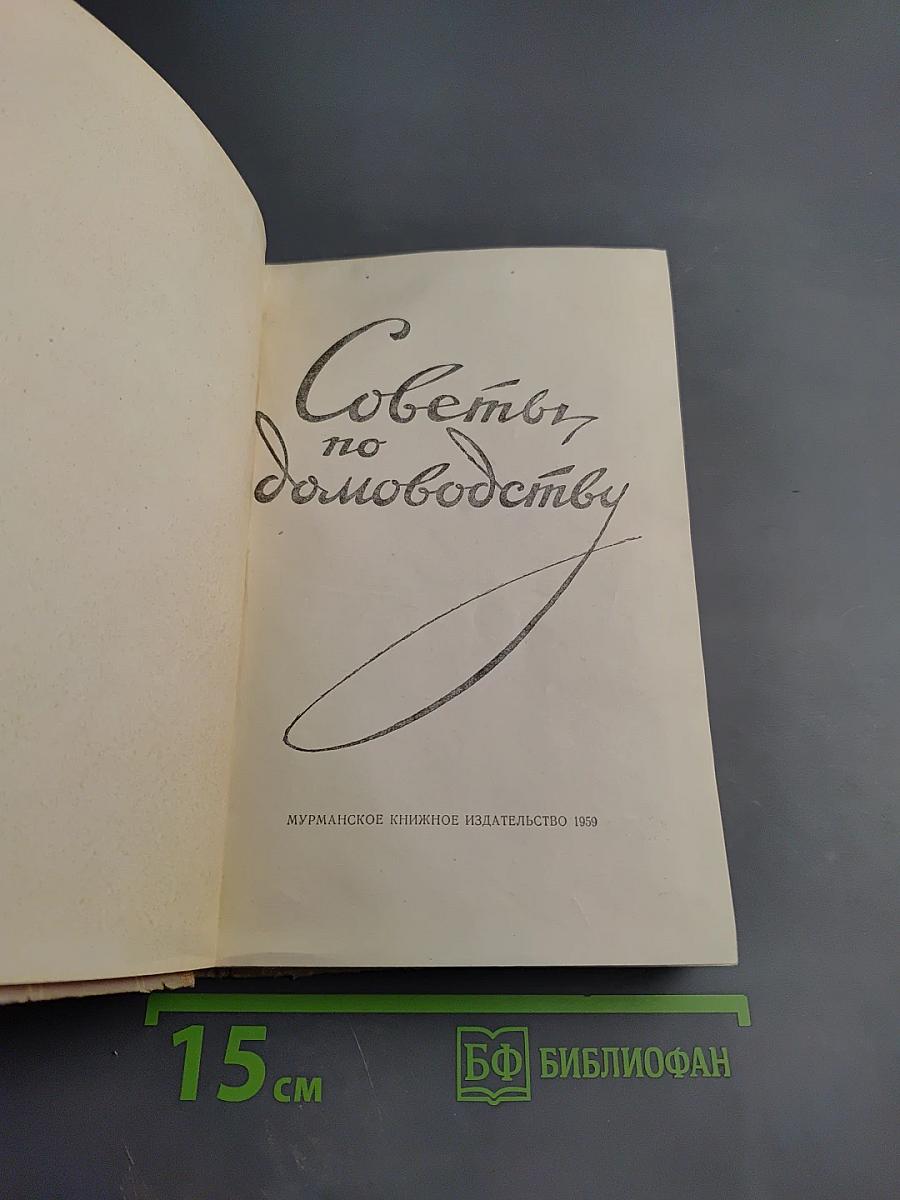 Советы
по
домоводству
МУРМАНСКОЕ КНИЖНОЕ ИЗДАТЕЛЬСТВО 1959
15 см
БФ БИБЛИОФАН